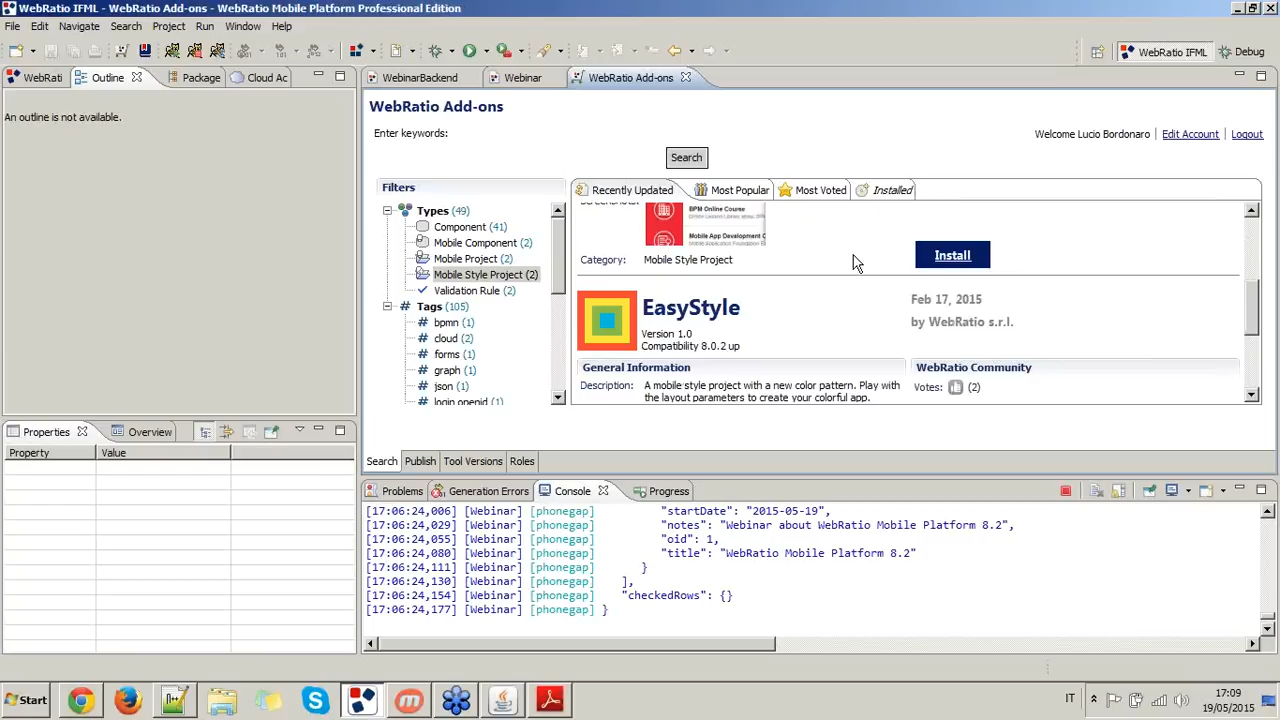 WebRatio IFML - WebRatio Add-ons - WebRatio Mobile Platform Professional Edition
File Edit Navigate Search Project Run Window Help
WebRatio IFML Debug
WebRati Outline Package Cloud Ac
WebinarBackend Webinar WebRatio Add-ons
An outline is not available.
WebRatio Add-ons
Enter keywords:
Welcome Lucio Bordonaro Edit Account Logout
Search
Filters
Recently Updated Most Popular Most Voted Installed
Types (49)
Component (41)
Mobile Component (2)
Mobile Project (2)
Mobile Style Project (2)
Validation Rule (2)
Tags (105)
bpmn (1)
cloud (2)
forms (1)
graph (1)
json (1)
login openid (1)
Screenshots:
BPM Online Course
Mobile App Development C
Category: Mobile Style Project
Install
EasyStyle
Version 1.0
Compatibility 8.0.2 up
Feb 17, 2015
by WebRatio s.r.l.
General Information
WebRatio Community
Description: A mobile style project with a new color pattern. Play with
the layout parameters to create your colorful app.
Votes: (2)
Properties Overview
Property Value
Search Publish Tool Versions Roles
Problems Generation Errors Console Progress
[17:06:24,006] [Webinar] [phonegap] "startDate": "2015-05-19",
[17:06:24,029] [Webinar] [phonegap] "notes": "Webinar about WebRatio Mobile Platform 8.2",
[17:06:24,055] [Webinar] [phonegap] "oid": 1,
[17:06:24,080] [Webinar] [phonegap] "title": "WebRatio Mobile Platform 8.2"
[17:06:24,111] [Webinar] [phonegap] }
[17:06:24,130] [Webinar] [phonegap] ],
[17:06:24,154] [Webinar] [phonegap] "checkedRows": {}
[17:06:24,177] [Webinar] [phonegap] }
Start
IT
17:09
19/05/2015